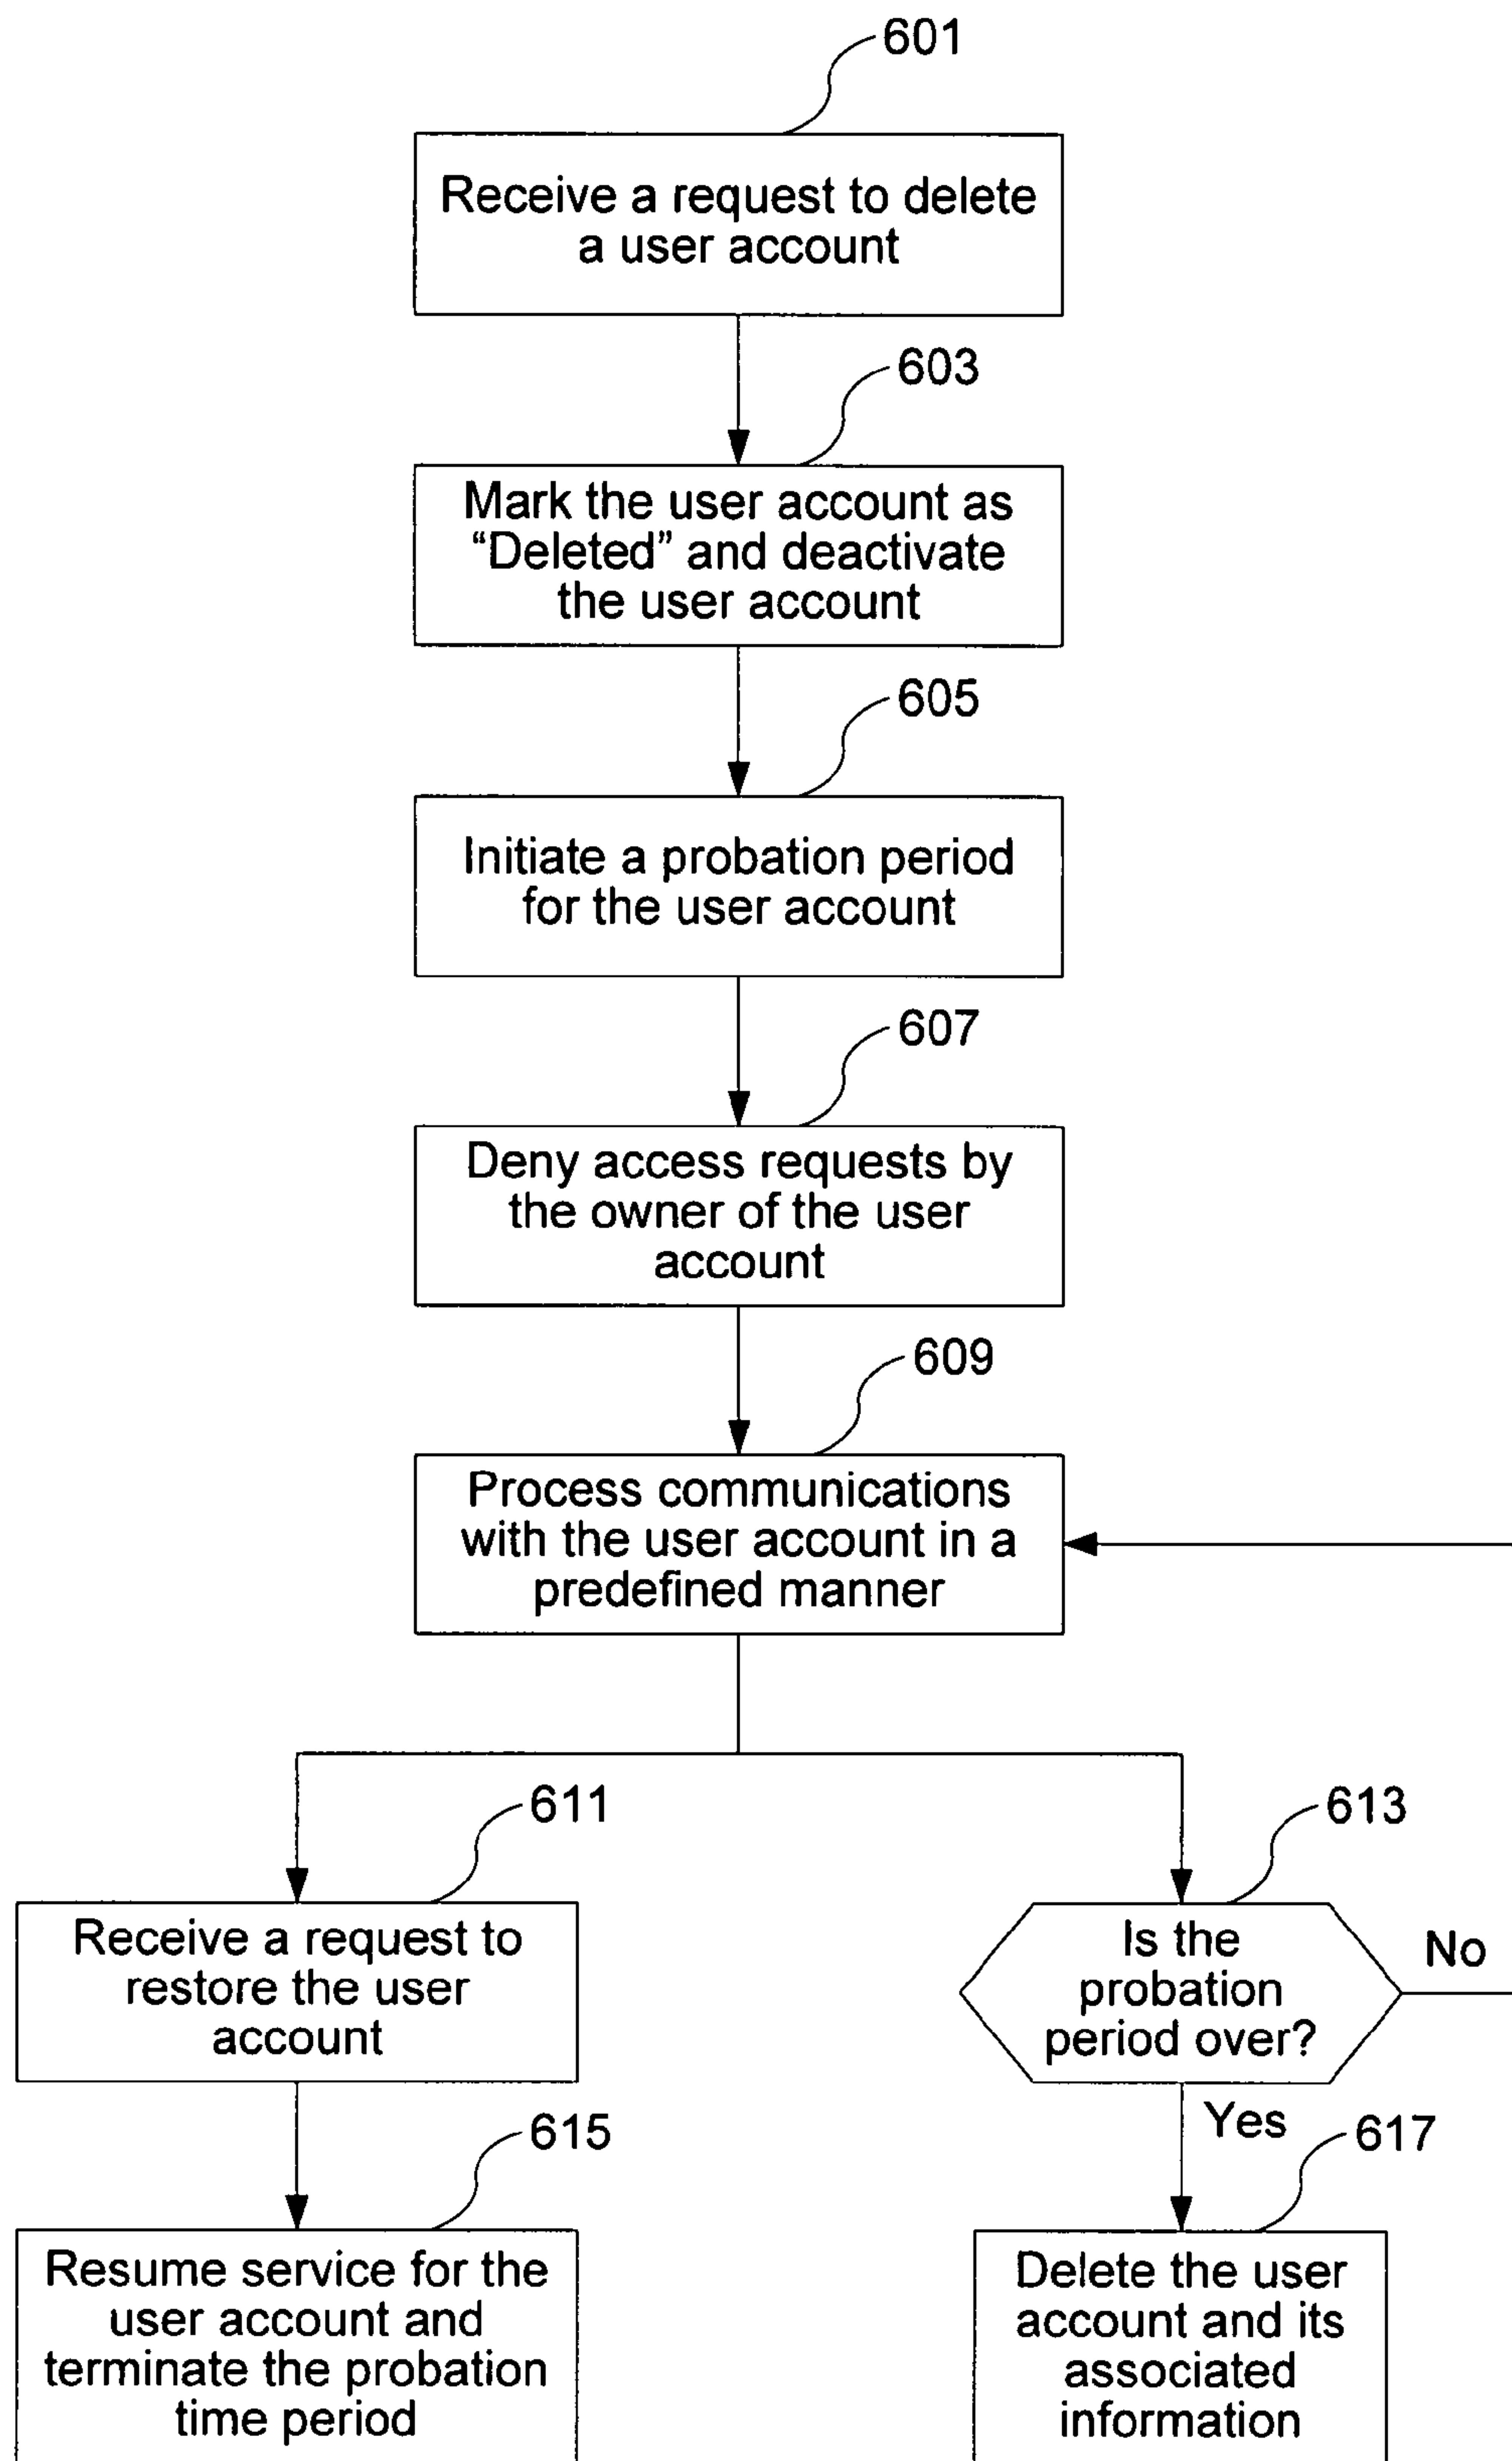 601
Receive a request to delete
a user account
603
Mark the user account as
“Deleted” and deactivate
the user account
605
Initiate a probation period
for the user account
607
Deny access requests by
the owner of the user
account
609
Process communications
with the user account in a
predefined manner
611
Receive a request to
restore the user
account
613
Is the
probation
period over?
No
Yes
615
Resume service for the
user account and
terminate the probation
time period
617
Delete the user
account and its
associated
information